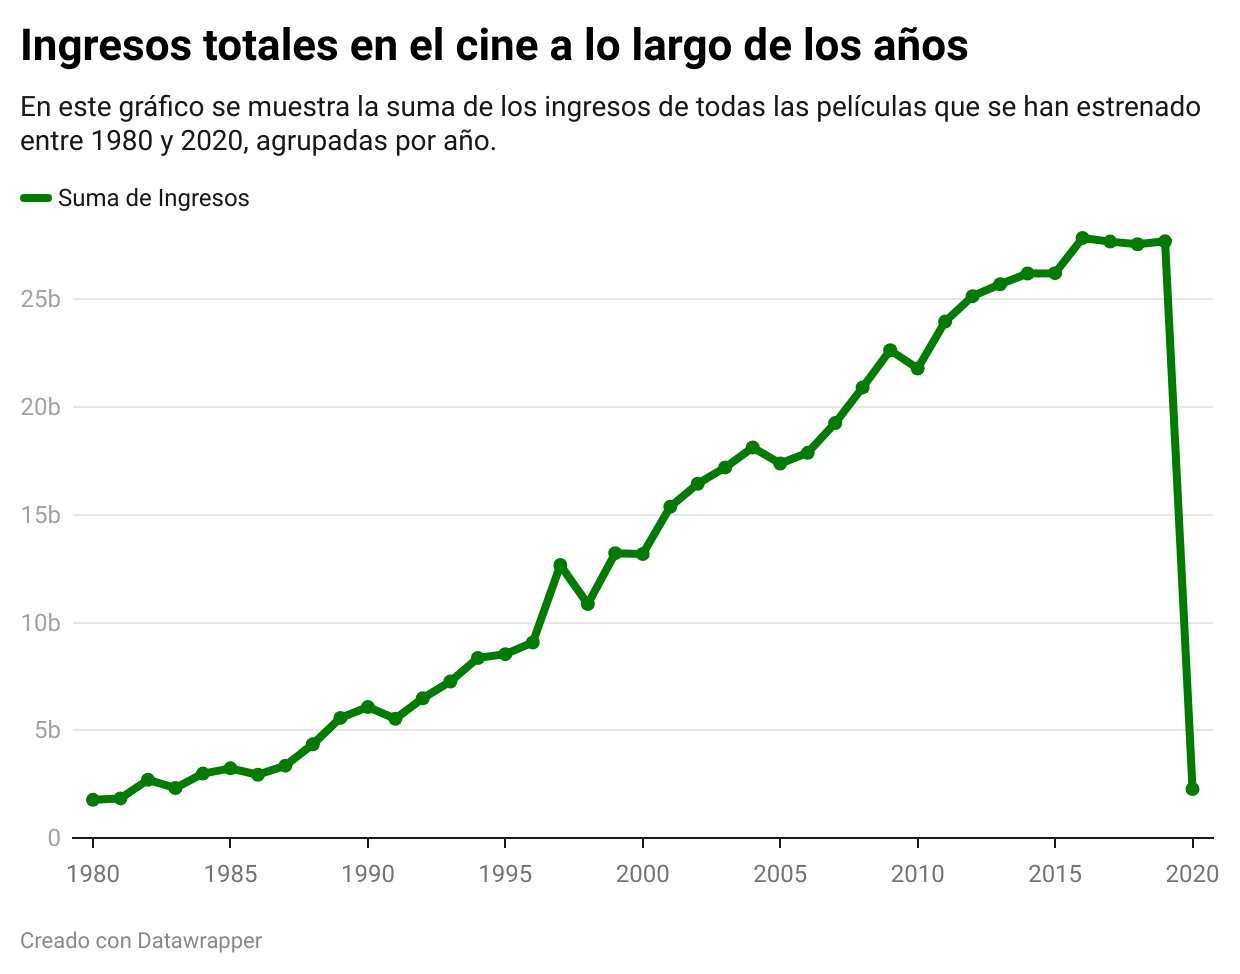 Ingresos totales en el cine a lo largo de los años
En este gráfico se muestra la suma de los ingresos de todas las películas que se han estrenado
entre 1980 y 2020, agrupadas por año.
Suma de Ingresos
25b
20b
15b
10b
5b
0
1980 1985 1990 1995 2000 2005 2010 2015 2020
Creado con Datawrapper